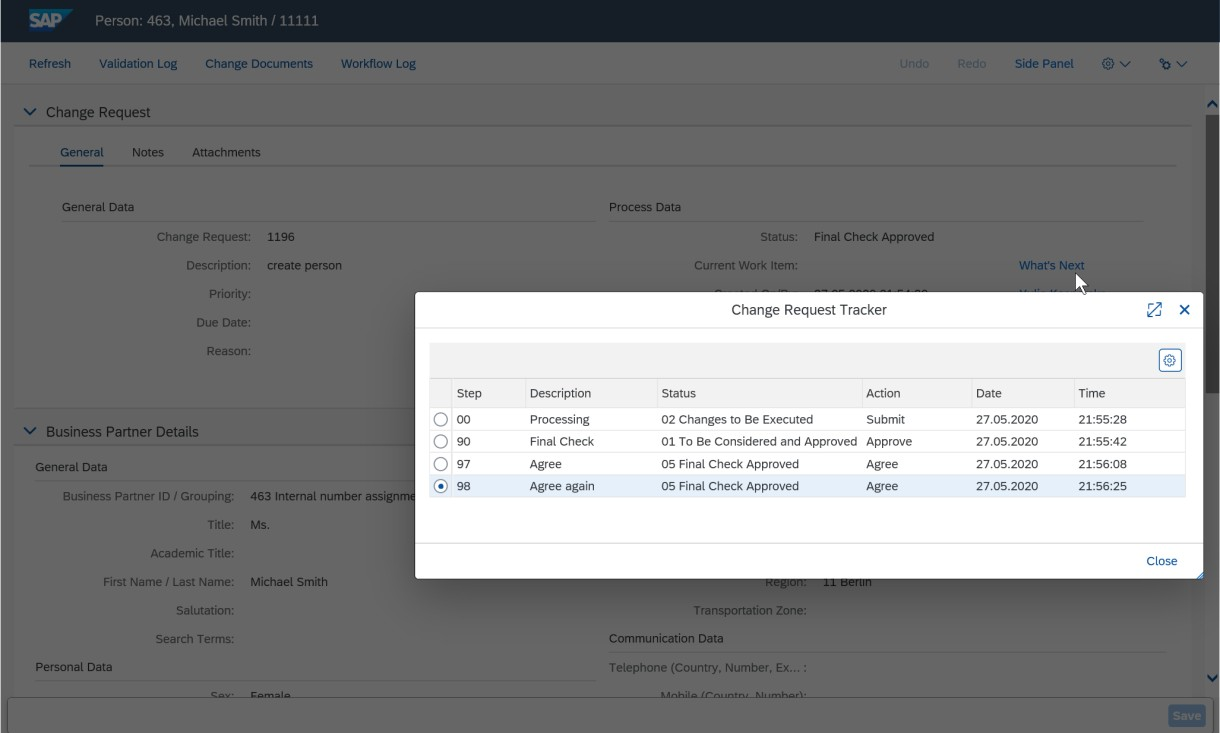 SAP Person: 463, Michael Smith / 11111
Refresh Validation Log Change Documents Workflow Log Undo Redo Side Panel
Change Request
General Notes Attachments
General Data Process Data
Change Request: 1196 Status: Final Check Approved
Description: create person Current Work Item: What's Next
Priority:
Due Date:
Reason:
Change Request Tracker
Step Description Status Action Date Time
00 Processing 02 Changes to Be Executed Submit 27.05.2020 21:55:28
90 Final Check 01 To Be Considered and Approved Approve 27.05.2020 21:55:42
97 Agree 05 Final Check Approved Agree 27.05.2020 21:56:08
98 Agree again 05 Final Check Approved Agree 27.05.2020 21:56:25
Close
Business Partner Details
General Data
Business Partner ID / Grouping: 463 Internal number assignme
Title: Ms.
Academic Title:
First Name / Last Name: Michael Smith Region: 11 Berlin
Salutation: Transportation Zone:
Search Terms: Communication Data
Personal Data Telephone (Country, Number, Ex... :
Sex: Female Mobile (Country, Number):
Save